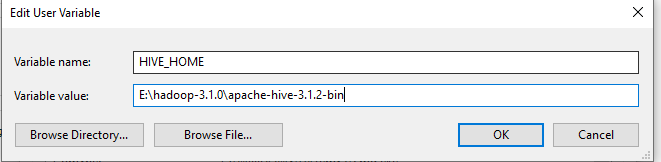 Edit User Variable
Variable name: HIVE_HOME
Variable value: E:\hadoop-3.1.0\apache-hive-3.1.2-bin
Browse Directory... Browse File... OK Cancel